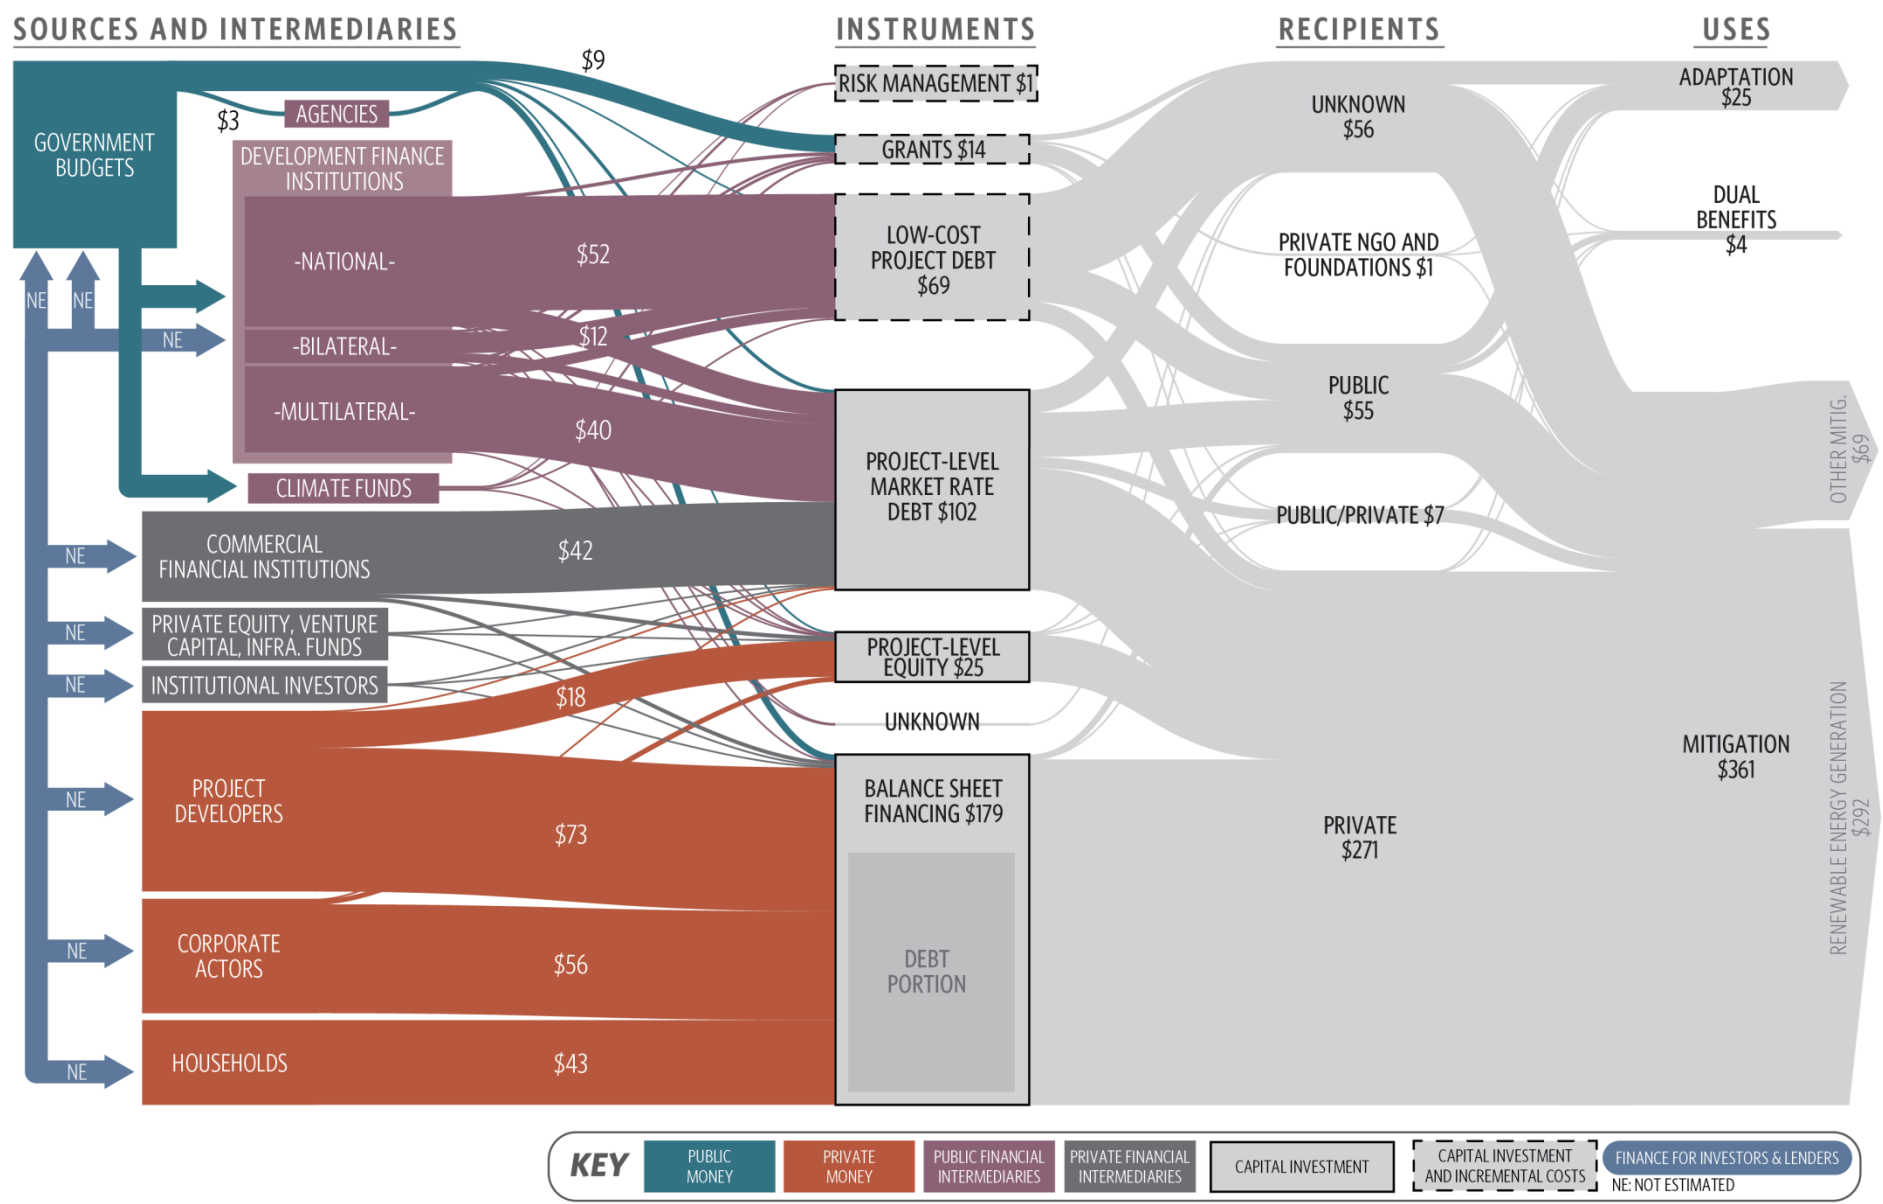 SOURCES AND INTERMEDIARIES
INSTRUMENTS
RECIPIENTS
USES
GOVERNMENT
BUDGETS
$3
AGENCIES
$9
DEVELOPMENT FINANCE
INSTITUTIONS
-NATIONAL-
$52
-BILATERAL-
$12
-MULTILATERAL-
$40
CLIMATE FUNDS
NE
NE
NE
COMMERCIAL
FINANCIAL INSTITUTIONS
$42
NE
PRIVATE EQUITY, VENTURE
CAPITAL, INFRA. FUNDS
NE
INSTITUTIONAL INVESTORS
NE
$18
PROJECT
DEVELOPERS
$73
NE
CORPORATE
ACTORS
$56
NE
HOUSEHOLDS
$43
NE
RISK MANAGEMENT $1
GRANTS $14
LOW-COST
PROJECT DEBT
$69
PROJECT-LEVEL
MARKET RATE
DEBT $102
PROJECT-LEVEL
EQUITY $25
UNKNOWN
BALANCE SHEET
FINANCING $179
DEBT
PORTION
UNKNOWN
$56
PRIVATE NGO AND
FOUNDATIONS $1
PUBLIC
$55
PUBLIC/PRIVATE $7
PRIVATE
$271
ADAPTATION
$25
DUAL
BENEFITS
$4
OTHER MITIG.
$69
MITIGATION
$361
RENEWABLE ENERGY GENERATION
$292
KEY
PUBLIC
MONEY
PRIVATE
MONEY
PUBLIC FINANCIAL
INTERMEDIARIES
PRIVATE FINANCIAL
INTERMEDIARIES
CAPITAL INVESTMENT
CAPITAL INVESTMENT
AND INCREMENTAL COSTS
FINANCE FOR INVESTORS & LENDERS
NE: NOT ESTIMATED